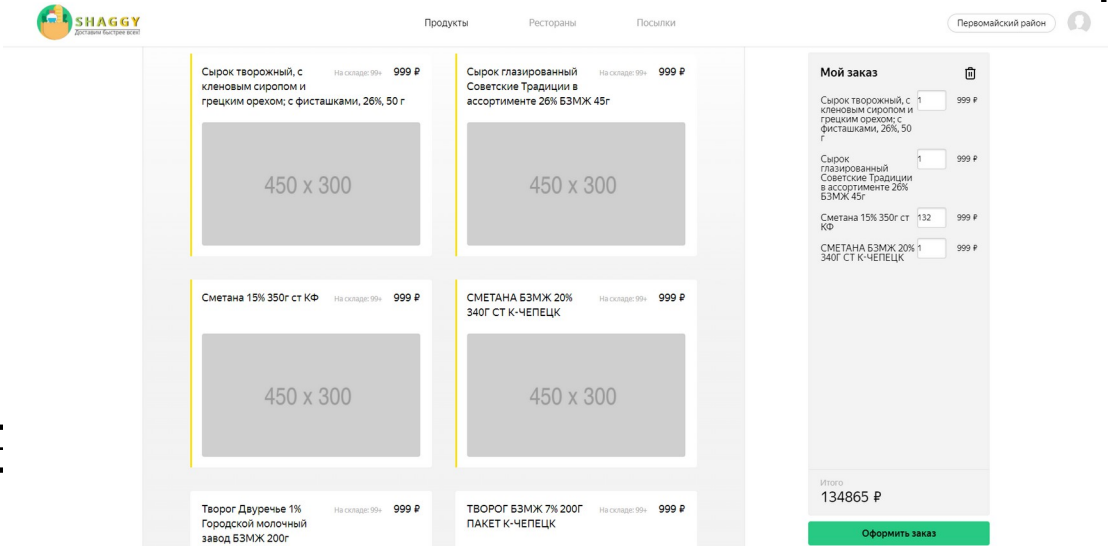 SHAGGY
Доставим быстрее всех!
Продукты
Рестораны
Посылки
Первомайский район
Сырок творожный, с
кленовым сиропом и
грецким орехом; с фисташками, 26%, 50 г
На складе: 99+
999 ₽
450 x 300
Сырок глазированный
Советские Традиции в
ассортименте 26% БЗМЖ 45г
На складе: 99+
999 ₽
450 x 300
Сметана 15% 350г ст КФ
На складе: 99+
999 ₽
450 x 300
СМЕТАНА БЗМЖ 20%
340Г СТ К-ЧЕПЕЦК
На складе: 99+
999 ₽
450 x 300
Творог Двуречье 1%
Городской молочный
завод БЗМЖ 200г
На складе: 99+
999 ₽
ТВОРОГ БЗМЖ 7% 200Г
ПАКЕТ К-ЧЕПЕЦК
На складе: 99+
999 ₽
Мой заказ
Сырок творожный, с
кленовым сиропом и
грецким орехом; с
фисташками, 26%, 50
г
1
999 ₽
Сырок
глазированный
Советские Традиции
в ассортименте 26%
БЗМЖ 45г
1
999 ₽
Сметана 15% 350г ст
КФ
132
999 ₽
СМЕТАНА БЗМЖ 20%
340Г СТ К-ЧЕПЕЦК
1
999 ₽
Итого
134865 ₽
Оформить заказ